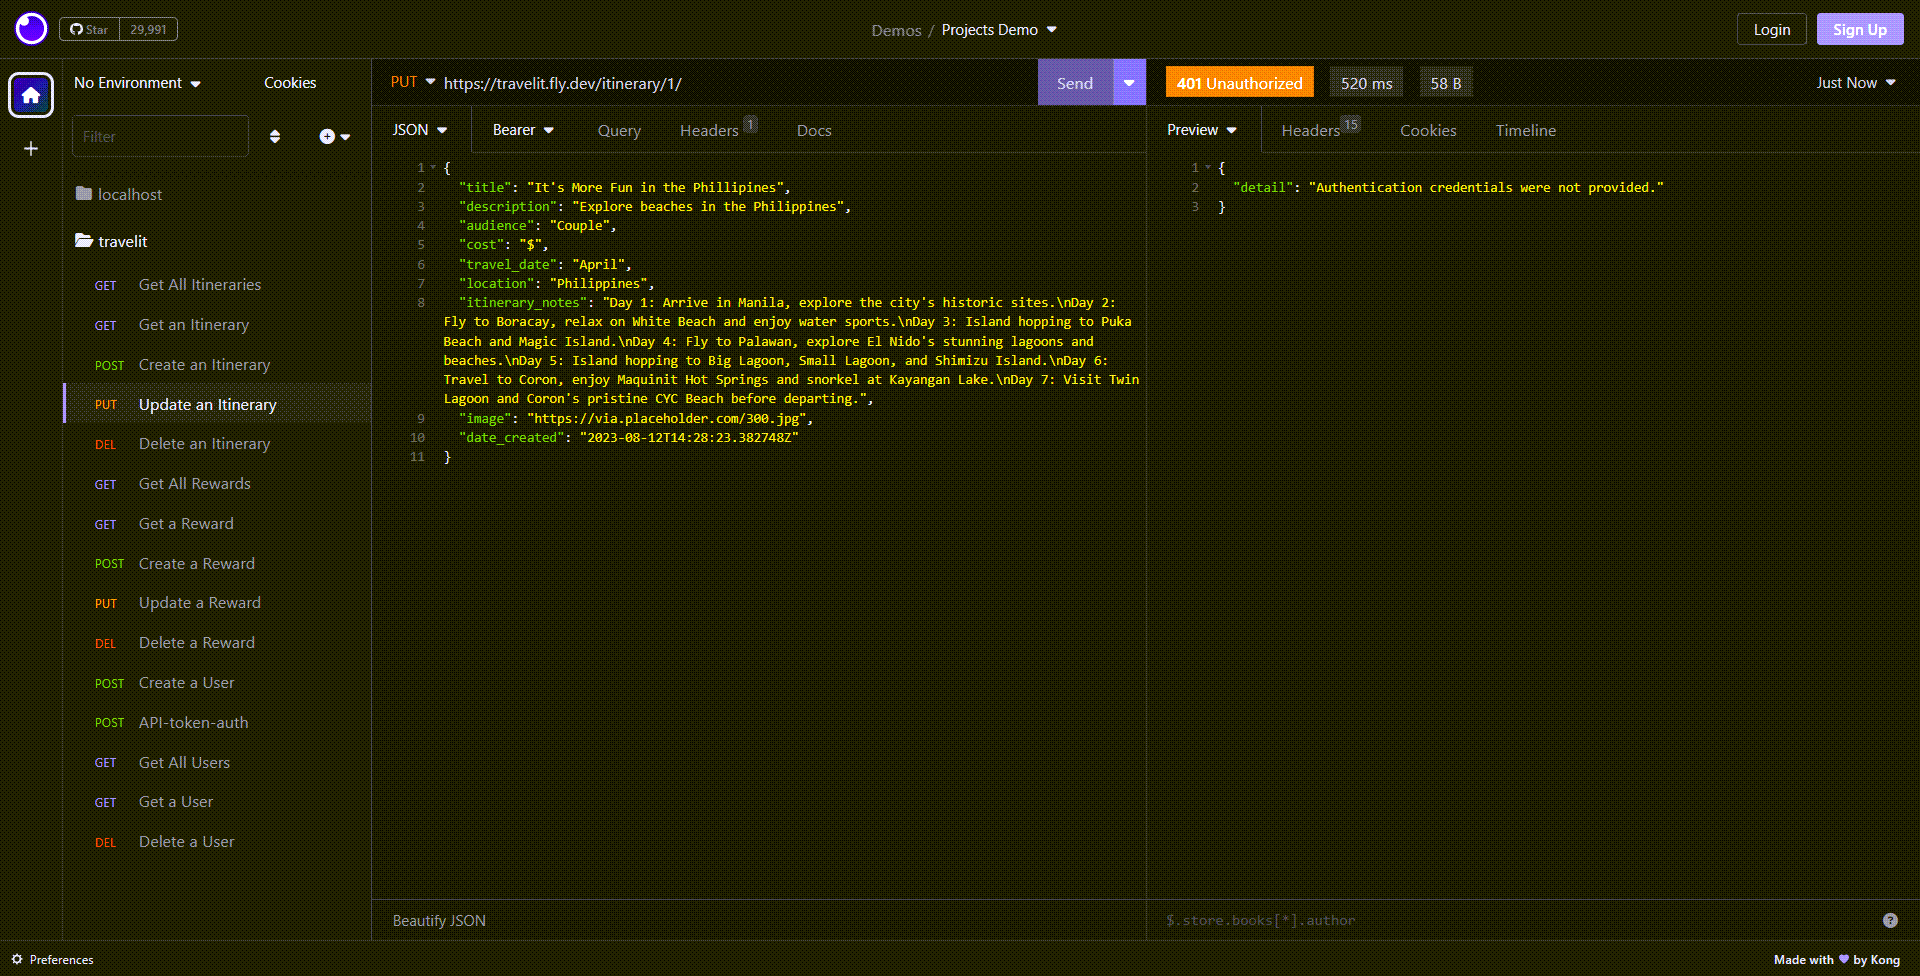 Star 29,991
Demos / Projects Demo
Login
Sign Up
No Environment
Cookies
Filter
localhost
travelit
GET Get All Itineraries
GET Get an Itinerary
POST Create an Itinerary
PUT Update an Itinerary
DEL Delete an Itinerary
GET Get All Rewards
GET Get a Reward
POST Create a Reward
PUT Update a Reward
DEL Delete a Reward
POST Create a User
POST API-token-auth
GET Get All Users
GET Get a User
DEL Delete a User
PUT https://travelit.fly.dev/itinerary/1/
Send
JSON Bearer Query Headers 1 Docs
1 {
2 "title": "It's More Fun in the Phillipines",
3 "description": "Explore beaches in the Philippines",
4 "audience": "Couple",
5 "cost": "$",
6 "travel_date": "April",
7 "location": "Philippines",
8 "itinerary_notes": "Day 1: Arrive in Manila, explore the city's historic sites.\nDay 2:
Fly to Boracay, relax on White Beach and enjoy water sports.\nDay 3: Island hopping to Puka
Beach and Magic Island.\nDay 4: Fly to Palawan, explore El Nido's stunning lagoons and
beaches.\nDay 5: Island hopping to Big Lagoon, Small Lagoon, and Shimizu Island.\nDay 6:
Travel to Coron, enjoy Maquinit Hot Springs and snorkel at Kayangan Lake.\nDay 7: Visit Twin
Lagoon and Coron's pristine CYC Beach before departing.",
9 "image": "https://via.placeholder.com/300.jpg",
10 "date_created": "2023-08-12T14:28:23.382748Z"
11 }
Beautify JSON
401 Unauthorized 520 ms 58 B Just Now
Preview Headers 15 Cookies Timeline
1 {
2 "detail": "Authentication credentials were not provided."
3 }
$.store.books[*].author
?
Preferences
Made with ♥ by Kong